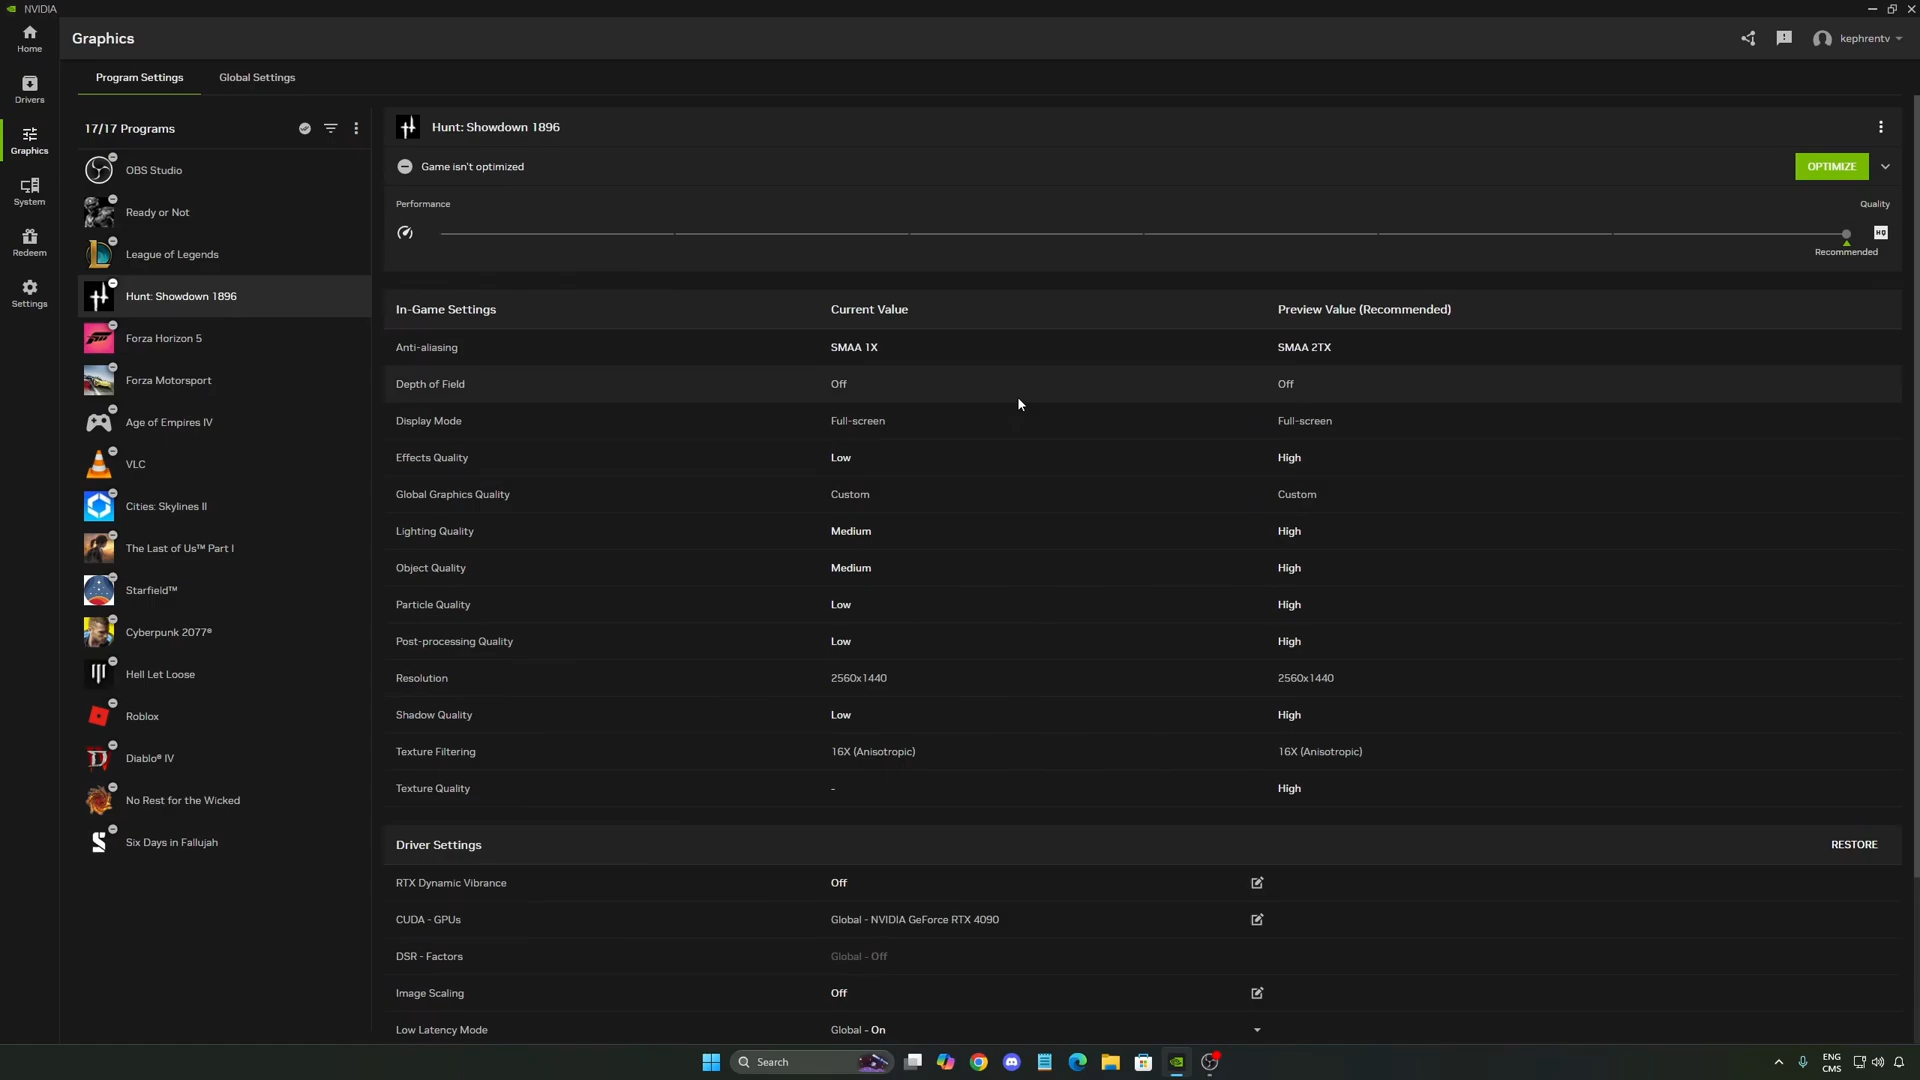 NVIDIA
Graphics
kephrentv
Home
Drivers
Graphics
System
Redeem
Settings
Program Settings
Global Settings
17/17 Programs
OBS Studio
Ready or Not
League of Legends
Hunt: Showdown 1896
Forza Horizon 5
Forza Motorsport
Age of Empires IV
VLC
Cities: Skylines II
The Last of Us™ Part I
Starfield™
Cyberpunk 2077®
Hell Let Loose
Roblox
Diablo® IV
No Rest for the Wicked
Six Days in Fallujah
Hunt: Showdown 1896
Game isn't optimized
OPTIMIZE
Performance
Quality
HQ
Recommended
In-Game Settings Current Value Preview Value (Recommended)
Anti-aliasing SMAA 1X SMAA 2TX
Depth of Field Off Off
Display Mode Full-screen Full-screen
Effects Quality Low High
Global Graphics Quality Custom Custom
Lighting Quality Medium High
Object Quality Medium High
Particle Quality Low High
Post-processing Quality Low High
Resolution 2560x1440 2560x1440
Shadow Quality Low High
Texture Filtering 16X (Anisotropic) 16X (Anisotropic)
Texture Quality - High
Driver Settings RESTORE
RTX Dynamic Vibrance Off
CUDA - GPUs Global - NVIDIA GeForce RTX 4090
DSR - Factors Global - Off
Image Scaling Off
Low Latency Mode Global - On
Search
ENG
CMS